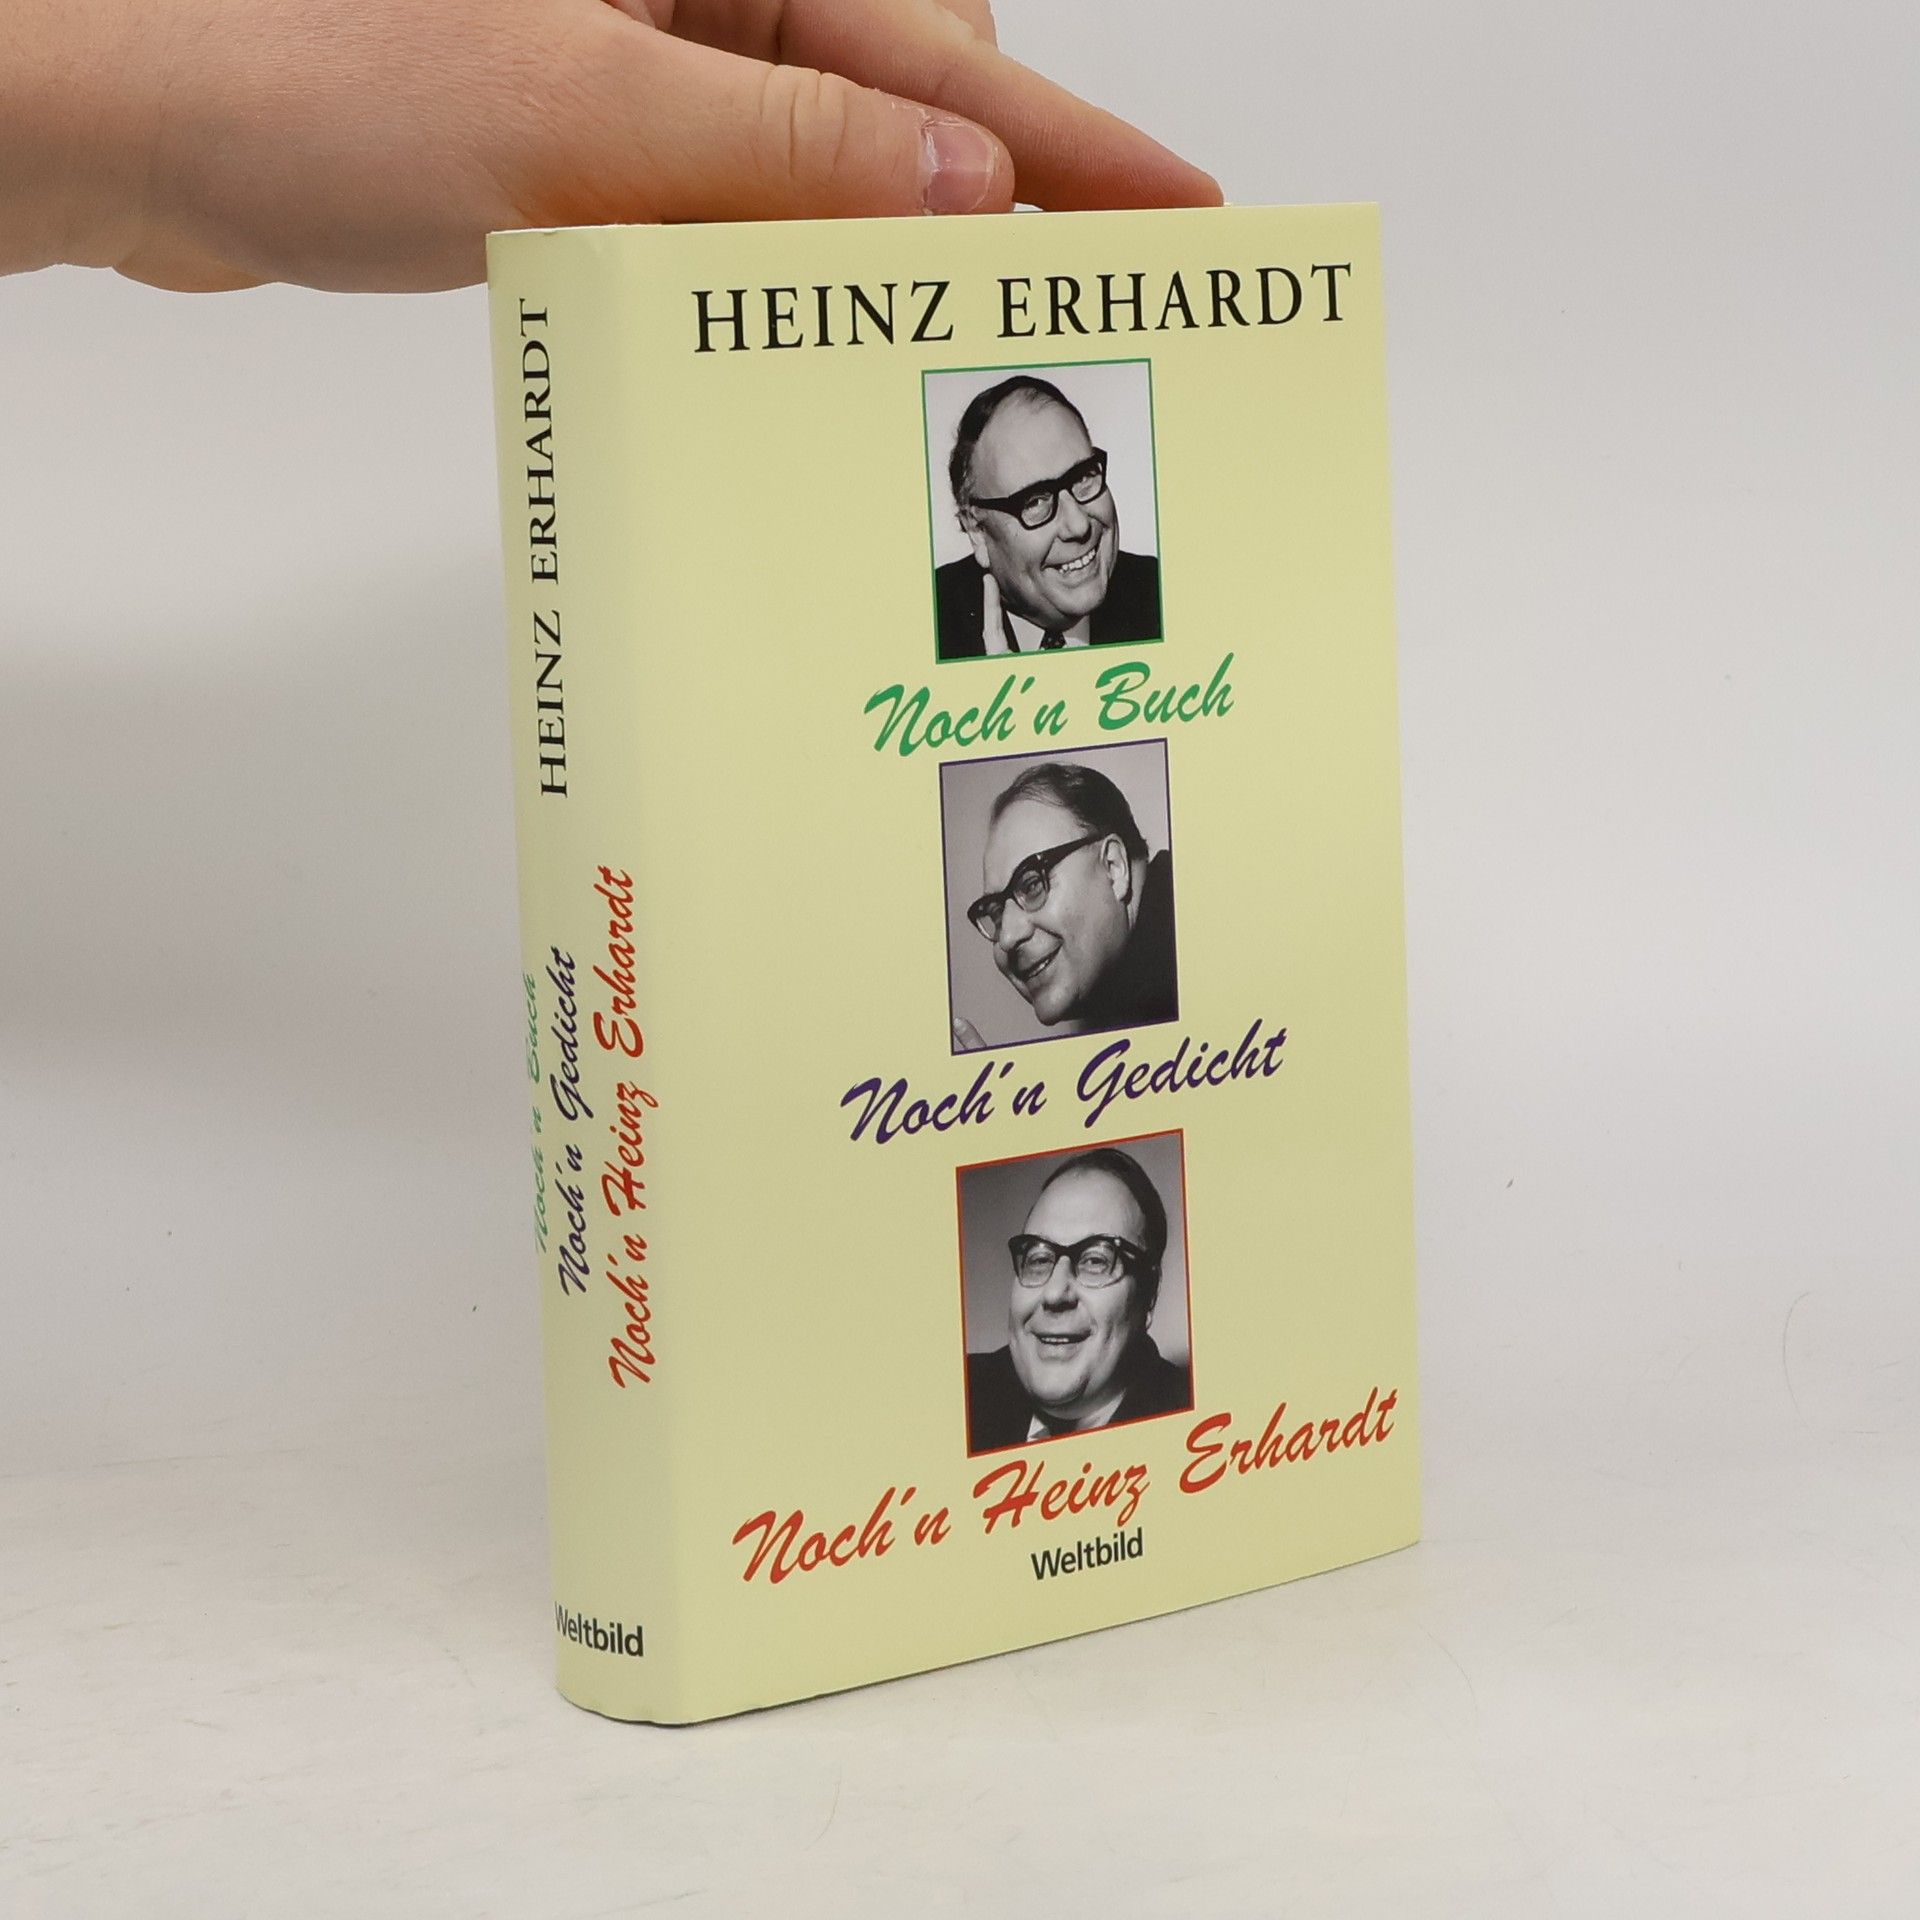 HEINZ ERHARDT
Noch'n Buch
Noch'n Gedicht
Noch'n Heinz Erhardt
Weltbild
HEINZ ERHARDT
Noch'n Buch
Noch'n Gedicht
Noch'n Heinz Erhardt
Weltbild